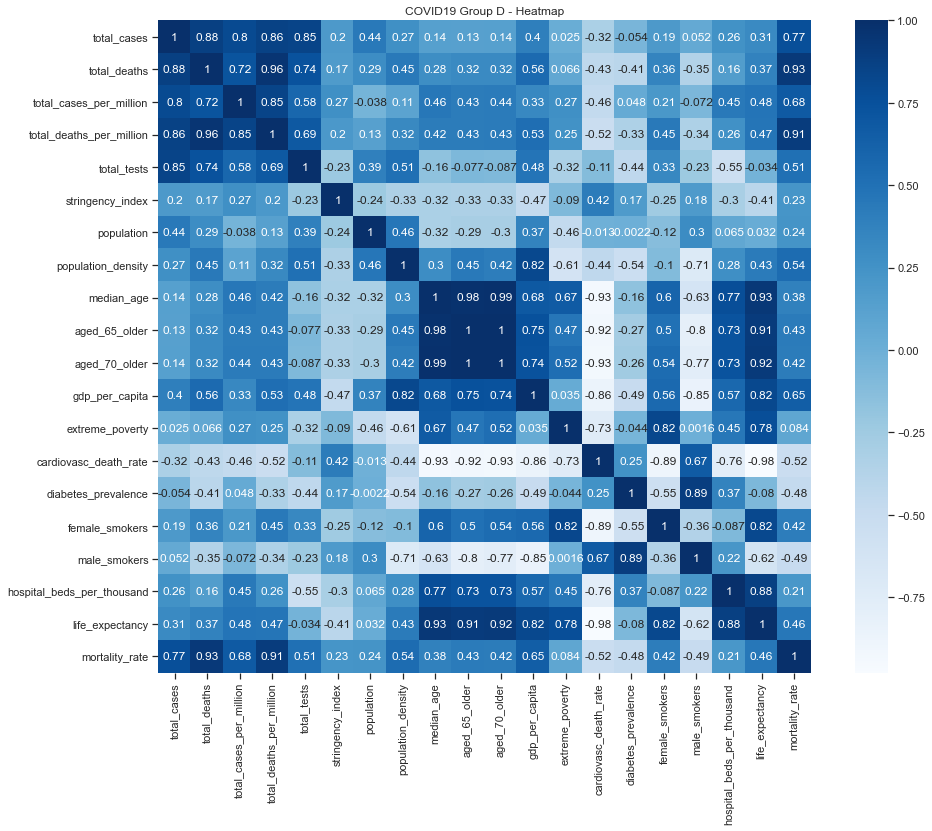 COVID19 Group D - Heatmap
total_cases 1 0.88 0.8 0.86 0.85 0.2 0.44 0.27 0.14 0.13 0.14 0.4 0.025 -0.32 -0.054 0.19 0.052 0.26 0.31 0.77
total_deaths 0.88 1 0.72 0.96 0.74 0.17 0.29 0.45 0.28 0.32 0.32 0.56 0.066 -0.43 -0.41 0.36 -0.35 0.16 0.37 0.93
total_cases_per_million 0.8 0.72 1 0.85 0.58 0.27 -0.038 0.11 0.46 0.43 0.44 0.33 0.27 -0.46 0.048 0.21 -0.072 0.45 0.48 0.68
total_deaths_per_million 0.86 0.96 0.85 1 0.69 0.2 0.13 0.32 0.42 0.43 0.43 0.53 0.25 -0.52 -0.33 0.45 -0.34 0.26 0.47 0.91
total_tests 0.85 0.74 0.58 0.69 1 -0.23 0.39 0.51 -0.16 -0.077 -0.087 0.48 -0.32 -0.11 -0.44 0.33 -0.23 -0.55 -0.034 0.51
stringency_index 0.2 0.17 0.27 0.2 -0.23 1 -0.24 -0.33 -0.32 -0.33 -0.33 -0.47 -0.09 0.42 0.17 -0.25 0.18 -0.3 -0.41 0.23
population 0.44 0.29 -0.038 0.13 0.39 -0.24 1 0.46 -0.32 -0.29 -0.3 0.37 -0.46 -0.013 0.0022 -0.12 0.3 0.065 0.032 0.24
population_density 0.27 0.45 0.11 0.32 0.51 -0.33 0.46 1 0.3 0.45 0.42 0.82 -0.61 -0.44 -0.54 -0.1 -0.71 0.28 0.43 0.54
median_age 0.14 0.28 0.46 0.42 -0.16 -0.32 -0.32 0.3 1 0.98 0.99 0.68 0.67 -0.93 -0.16 0.6 -0.63 0.77 0.93 0.38
aged_65_older 0.13 0.32 0.43 0.43 -0.077 -0.33 -0.29 0.45 0.98 1 1 0.75 0.47 -0.92 -0.27 0.5 -0.8 0.73 0.91 0.43
aged_70_older 0.14 0.32 0.44 0.43 -0.087 -0.33 -0.3 0.42 0.99 1 1 0.74 0.52 -0.93 -0.26 0.54 -0.77 0.73 0.92 0.42
gdp_per_capita 0.4 0.56 0.33 0.53 0.48 -0.47 0.37 0.82 0.68 0.75 0.74 1 0.035 -0.86 -0.49 0.56 -0.85 0.57 0.82 0.65
extreme_poverty 0.025 0.066 0.27 0.25 -0.32 -0.09 -0.46 -0.61 0.67 0.47 0.52 0.035 1 -0.73 -0.044 0.82 0.0016 0.45 0.78 0.084
cardiovasc_death_rate -0.32 -0.43 -0.46 -0.52 -0.11 0.42 -0.013 -0.44 -0.93 -0.92 -0.93 -0.86 -0.73 1 0.25 -0.89 0.67 -0.76 -0.98 -0.52
diabetes_prevalence -0.054 -0.41 0.048 -0.33 -0.44 0.17 0.0022 -0.54 -0.16 -0.27 -0.26 -0.49 -0.044 0.25 1 -0.55 0.89 0.37 -0.08 -0.48
female_smokers 0.19 0.36 0.21 0.45 0.33 -0.25 -0.12 -0.1 0.6 0.5 0.54 0.56 0.82 -0.89 -0.55 1 -0.36 -0.087 0.82 0.42
male_smokers 0.052 -0.35 -0.072 -0.34 -0.23 0.18 0.3 -0.71 -0.63 -0.8 -0.77 -0.85 0.0016 0.67 0.89 -0.36 1 0.22 -0.62 -0.49
hospital_beds_per_thousand 0.26 0.16 0.45 0.26 -0.55 -0.3 0.065 0.28 0.77 0.73 0.73 0.57 0.45 -0.76 0.37 -0.087 0.22 1 0.88 0.21
life_expectancy 0.31 0.37 0.48 0.47 -0.034 -0.41 0.032 0.43 0.93 0.91 0.92 0.82 0.78 -0.98 -0.08 0.82 -0.62 0.88 1 0.46
mortality_rate 0.77 0.93 0.68 0.91 0.51 0.23 0.24 0.54 0.38 0.43 0.42 0.65 0.084 -0.52 -0.48 0.42 -0.49 0.21 0.46 1
total_cases
total_deaths
total_cases_per_million
total_deaths_per_million
total_tests
stringency_index
population
population_density
median_age
aged_65_older
aged_70_older
gdp_per_capita
extreme_poverty
cardiovasc_death_rate
diabetes_prevalence
female_smokers
male_smokers
hospital_beds_per_thousand
life_expectancy
mortality_rate
1.00
0.75
0.50
0.25
0.00
-0.25
-0.50
-0.75